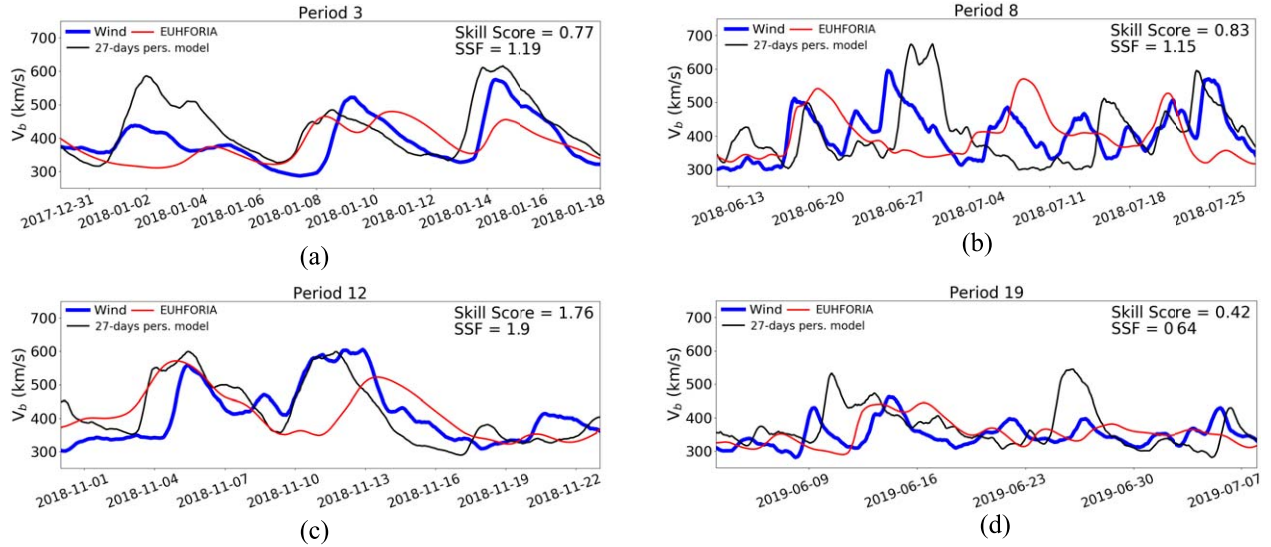 Period 3
Wind EUHFORIA
27-days pers. model
Skill Score = 0.77
SSF = 1.19
V_b (km/s)
700
600
500
400
300
2017-12-31 2018-01-02 2018-01-04 2018-01-06 2018-01-08 2018-01-10 2018-01-12 2018-01-14 2018-01-16 2018-01-18
(a)
Period 8
Wind EUHFORIA
27-days pers. model
Skill Score = 0.83
SSF = 1.15
V_b (km/s)
700
600
500
400
300
2018-06-13 2018-06-20 2018-06-27 2018-07-04 2018-07-11 2018-07-18 2018-07-25
(b)
Period 12
Wind EUHFORIA
27-days pers. model
Skill Score = 1.76
SSF = 1.9
V_b (km/s)
700
600
500
400
300
2018-11-01 2018-11-04 2018-11-07 2018-11-10 2018-11-13 2018-11-16 2018-11-19 2018-11-22
(c)
Period 19
Wind EUHFORIA
27-days pers. model
Skill Score = 0.42
SSF = 0 64
V_b (km/s)
700
600
500
400
300
2019-06-09 2019-06-16 2019-06-23 2019-06-30 2019-07-07
(d)